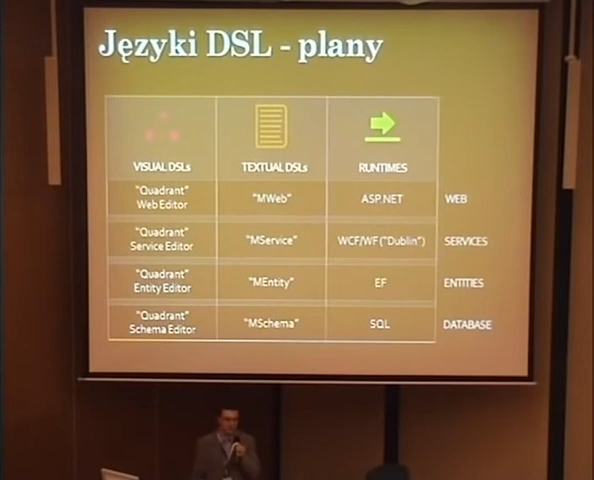 Języki DSL - plany
VISUAL DSLs TEXTUAL DSLs RUNTIMES
"Quadrant"
Web Editor "MWeb" ASP.NET WEB
"Quadrant"
Service Editor "MService" WCF/WF ("Dublin") SERVICES
"Quadrant"
Entity Editor "MEntity" EF ENTITIES
"Quadrant"
Schema Editor "MSchema" SQL DATABASE